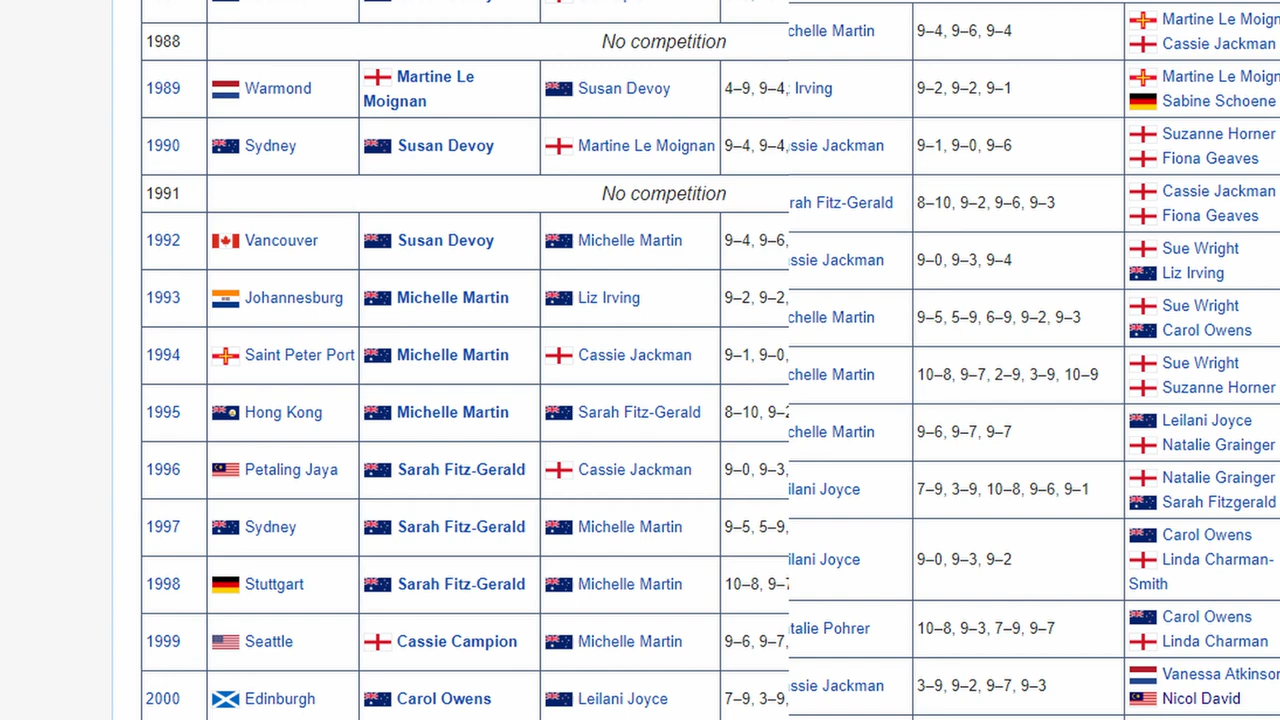 1988 No competition
1989 Warmond Martine Le Moignan Susan Devoy 4–9, 9–4,
1990 Sydney Susan Devoy Martine Le Moignan 9–4, 9–4,
1991 No competition
1992 Vancouver Susan Devoy Michelle Martin 9–4, 9–6,
1993 Johannesburg Michelle Martin Liz Irving 9–2, 9–2,
1994 Saint Peter Port Michelle Martin Cassie Jackman 9–1, 9–0,
1995 Hong Kong Michelle Martin Sarah Fitz-Gerald 8–10, 9–2
1996 Petaling Jaya Sarah Fitz-Gerald Cassie Jackman 9–0, 9–3,
1997 Sydney Sarah Fitz-Gerald Michelle Martin 9–5, 5–9,
1998 Stuttgart Sarah Fitz-Gerald Michelle Martin 10–8, 9–7
1999 Seattle Cassie Campion Michelle Martin 9–6, 9–7,
2000 Edinburgh Carol Owens Leilani Joyce 7–9, 3–9,
chelle Martin 9–4, 9–6, 9–4 Martine Le Moign
Cassie Jackman
Irving 9–2, 9–2, 9–1 Martine Le Moign
Sabine Schoene
ssie Jackman 9–1, 9–0, 9–6 Suzanne Horner
Fiona Geaves
rah Fitz-Gerald 8–10, 9–2, 9–6, 9–3 Cassie Jackman
Fiona Geaves
ssie Jackman 9–0, 9–3, 9–4 Sue Wright
Liz Irving
chelle Martin 9–5, 5–9, 6–9, 9–2, 9–3 Sue Wright
Carol Owens
chelle Martin 10–8, 9–7, 2–9, 3–9, 10–9 Sue Wright
Suzanne Horner
chelle Martin 9–6, 9–7, 9–7 Leilani Joyce
Natalie Grainger
ilani Joyce 7–9, 3–9, 10–8, 9–6, 9–1 Natalie Grainger
Sarah Fitzgerald
ilani Joyce 9–0, 9–3, 9–2 Carol Owens
Linda Charman-
Smith
talie Pohrer 10–8, 9–3, 7–9, 9–7 Carol Owens
Linda Charman
ssie Jackman 3–9, 9–2, 9–7, 9–3 Vanessa Atkinson
Nicol David